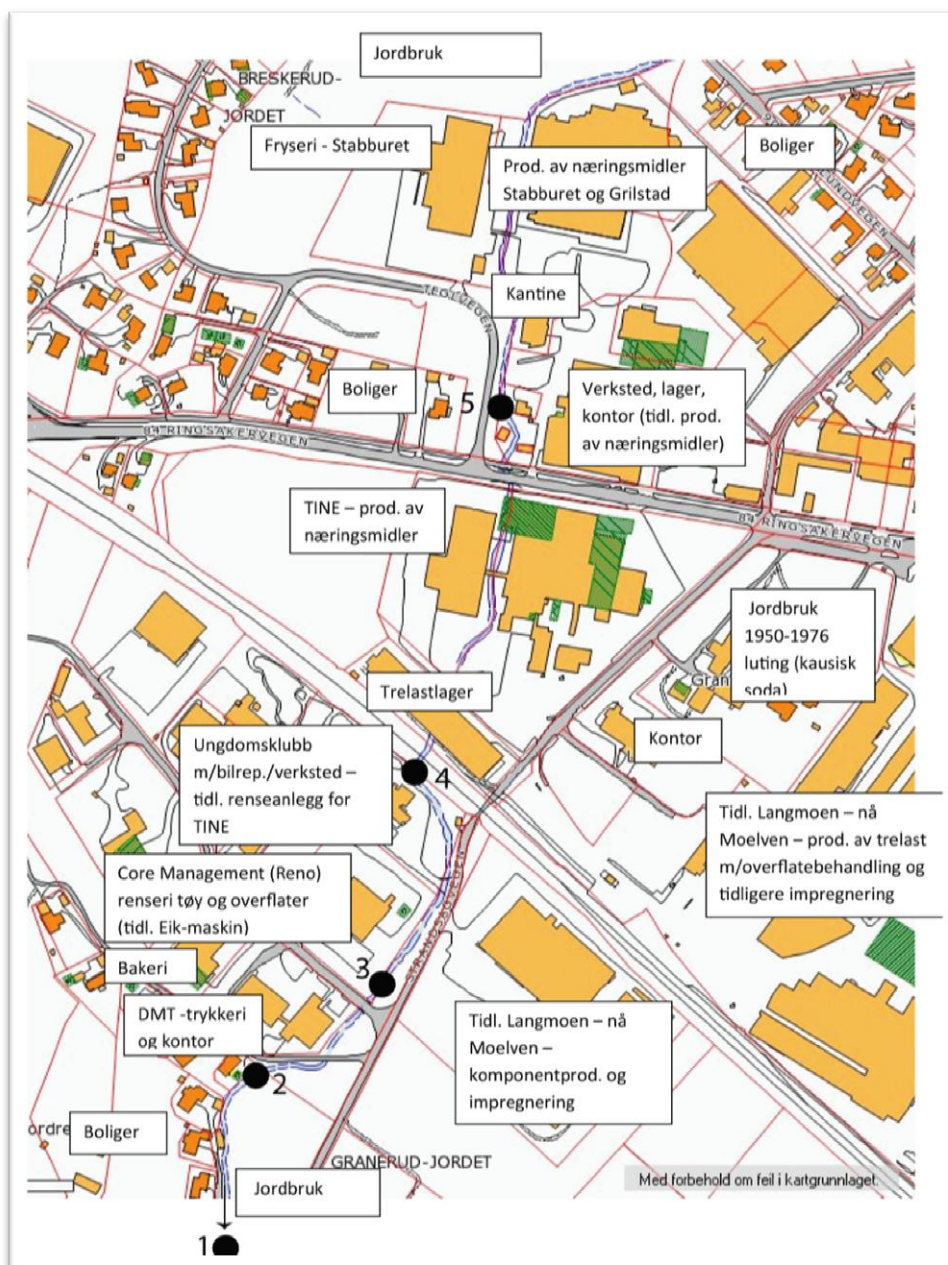 Jordbruk
BRESKERUD-
JORDET
Fryseri - Stabburet
Prod. av næringsmidler
Stabburet og Grilstad
Boliger
Kantine
TEGLVEGEN
Boliger
5
Verksted, lager,
kontor (tidl. prod.
av næringsmidler)
84 RINGSAKERVEGEN
TINE – prod. av
næringsmidler
84 RINGSAKERVEGEN
Jordbruk
1950-1976
luting (kausisk
soda)
Gran
Trelastlager
Kontor
Ungdomsklubb
m/bilrep./verksted –
tidl. renseanlegg for
TINE
4
Tidl. Langmoen – nå
Moelven – prod. av trelast
m/overflatebehandling og
tidligere impregnering
Core Management (Reno)
renseri tøy og overflater
(tidl. Eik-maskin)
STRANDSAGVEGEN
Bakeri
3
DMT -trykkeri
og kontor
Tidl. Langmoen – nå
Moelven –
komponentprod. og
impregnering
2
ordre
Boliger
GRANERUD-JORDET
Jordbruk
Med forbehold om feil i kartgrunnlaget.
1